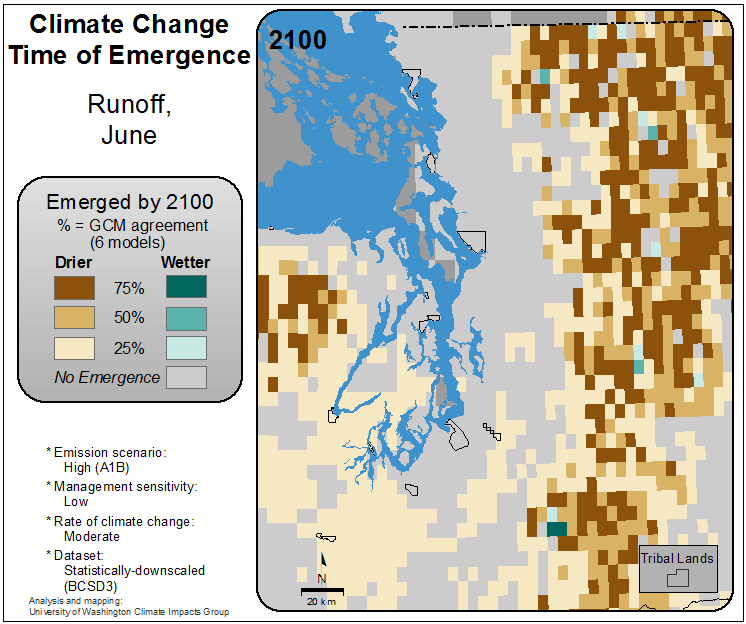 Climate Change
Time of Emergence
Runoff,
June
Emerged by 2100
% = GCM agreement
(6 models)
Drier Wetter
75%
50%
25%
No Emergence
* Emission scenario:
High (A1B)
* Management sensitivity:
Low
* Rate of climate change:
Moderate
* Dataset:
Statistically-downscaled
(BCSD3)
Analysis and mapping:
University of Washington Climate Impacts Group
2100
N
20 km
Tribal Lands